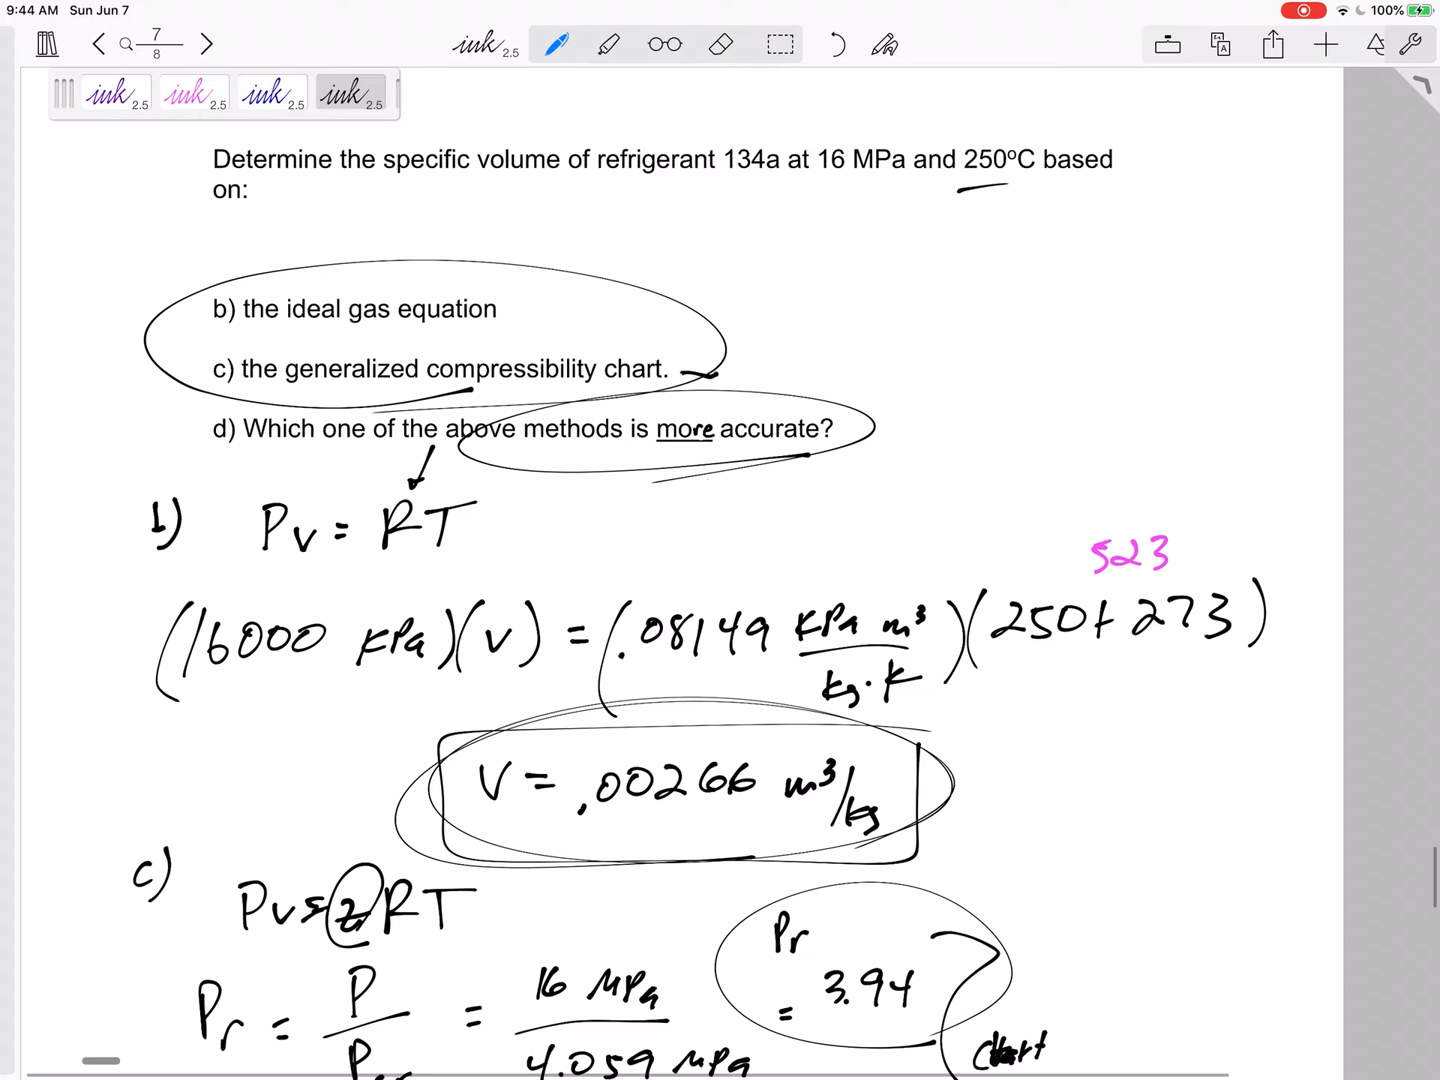 9:44 AM Sun Jun 7
100%
7
8
ink 2.5
ink 2.5 ink 2.5 ink 2.5 ink 2.5
Determine the specific volume of refrigerant 134a at 16 MPa and 250°C based
on:
b) the ideal gas equation
c) the generalized compressibility chart.
d) Which one of the above methods is more accurate?
b) Pv = RT
523
(16000 kPa)(v) = (.08149 kPa m³ / kg·K)(250+273)
v = .00266 m³/kg
c)
Pv = zRT
Pr = 3.94
Pr = P / Pcr = 16 MPa / 4.059 MPa
Chart